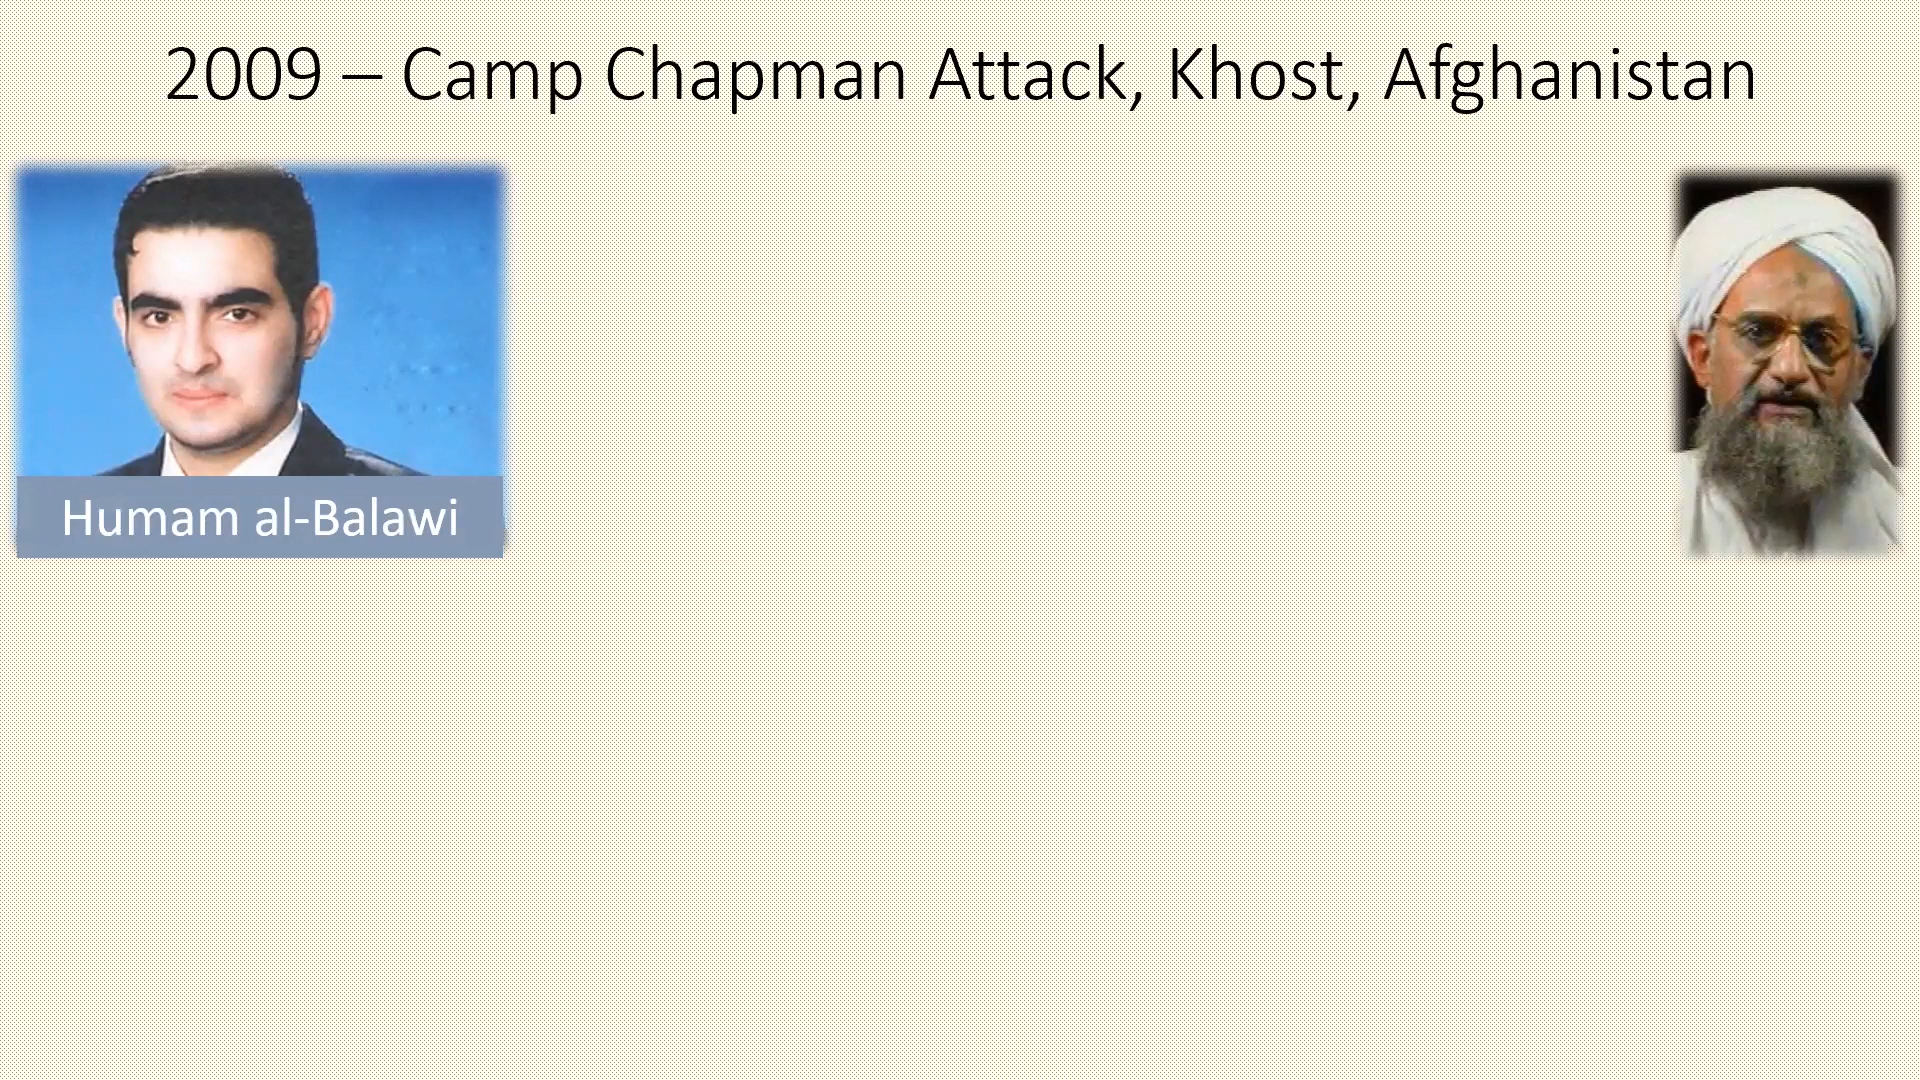 2009 – Camp Chapman Attack, Khost, Afghanistan
Humam al-Balawi